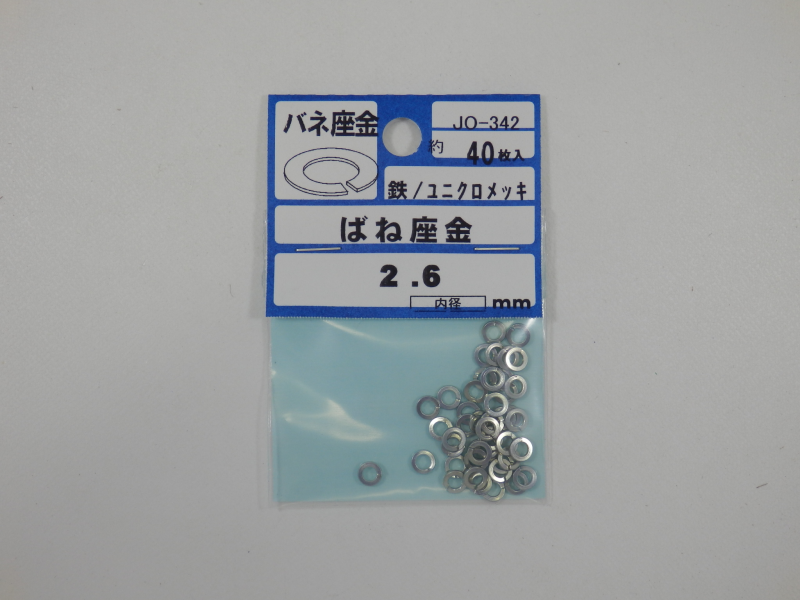 バネ座金
JO-342
約 40枚入
鉄/ユニクロメッキ
ばね座金
2.6
内径 mm